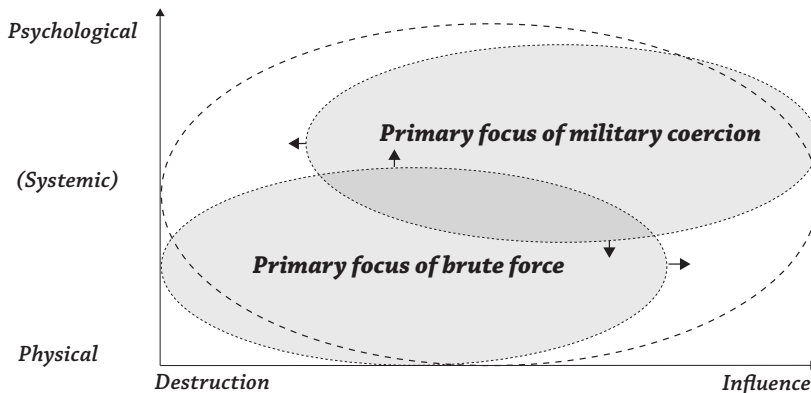 Psychological
Primary focus of military coercion
(Systemic)
Primary focus of brute force
Physical
Destruction
Influence